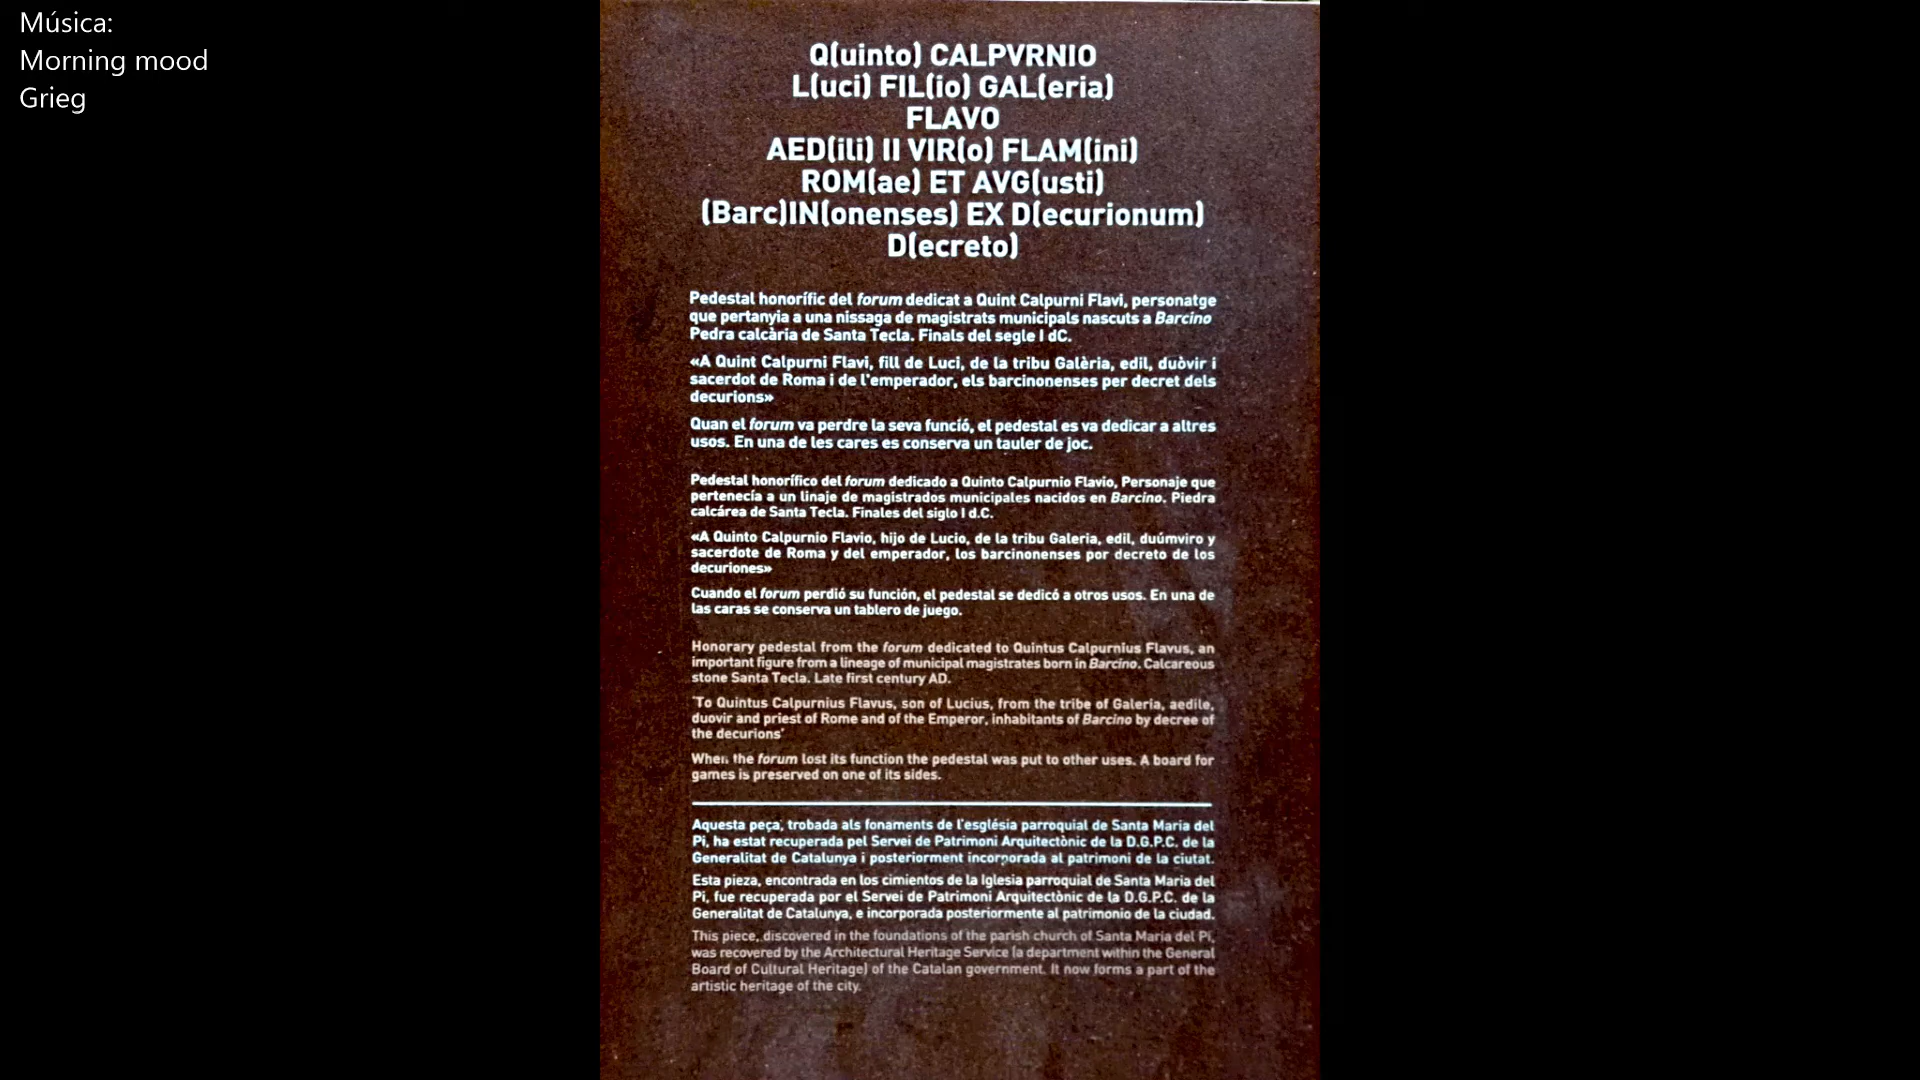 Música:
Morning mood
Grieg
Q(uinto) CALPVRNIO
L(uci) FIL(io) GAL(eria)
FLAVO
AED(ili) II VIR(o) FLAM(ini)
ROM(ae) ET AVG(usti)
(Barc)IN(onenses) EX D(ecurionum)
D(ecreto)
Pedestal honorífic del forum dedicat a Quint Calpurni Flavi, personatge
que pertanyia a una nissaga de magistrats municipals nascuts a Barcino
Pedra calcària de Santa Tecla. Finals del segle I dC.
«A Quint Calpurni Flavi, fill de Luci, de la tribu Galèria, edil, duòvir i
sacerdot de Roma i de l'emperador, els barcinonenses per decret dels
decurions»
Quan el forum va perdre la seva funció, el pedestal es va dedicar a altres
usos. En una de les cares es conserva un tauler de joc.
Pedestal honorífico del forum dedicado a Quinto Calpurnio Flavio, Personaje que
pertenecía a un linaje de magistrados municipales nacidos en Barcino. Piedra
calcárea de Santa Tecla. Finales del siglo I d.C.
«A Quinto Calpurnio Flavio, hijo de Lucio, de la tribu Galeria, edil, duúmviro y
sacerdote de Roma y del emperador, los barcinonenses por decreto de los
decuriones»
Cuando el forum perdió su función, el pedestal se dedicó a otros usos. En una de
las caras se conserva un tablero de juego.
Honorary pedestal from the forum dedicated to Quintus Calpurnius Flavus, an
important figure from a lineage of municipal magistrates born in Barcino. Calcareous
stone Santa Tecla. Late first century AD.
'To Quintus Calpurnius Flavus, son of Lucius, from the tribe of Galeria, aedile,
duovir and priest of Rome and of the Emperor, inhabitants of Barcino by decree of
the decurions'
When the forum lost its function the pedestal was put to other uses. A board for
games is preserved on one of its sides.
Aquesta peça, trobada als fonaments de l'església parroquial de Santa Maria del
Pi, ha estat recuperada pel Servei de Patrimoni Arquitectònic de la D.G.P.C. de la
Generalitat de Catalunya i posteriorment incorporada al patrimoni de la ciutat.
Esta pieza, encontrada en los cimientos de la Iglesia parroquial de Santa Maria del
Pi, fue recuperada por el Servei de Patrimoni Arquitectònic de la D.G.P.C. de la
Generalitat de Catalunya, e incorporada posteriormente al patrimonio de la ciudad.
This piece, discovered in the foundations of the parish church of Santa Maria del Pi,
was recovered by the Architectural Heritage Service (a department within the General
Board of Cultural Heritage) of the Catalan government. It now forms a part of the
artistic heritage of the city.